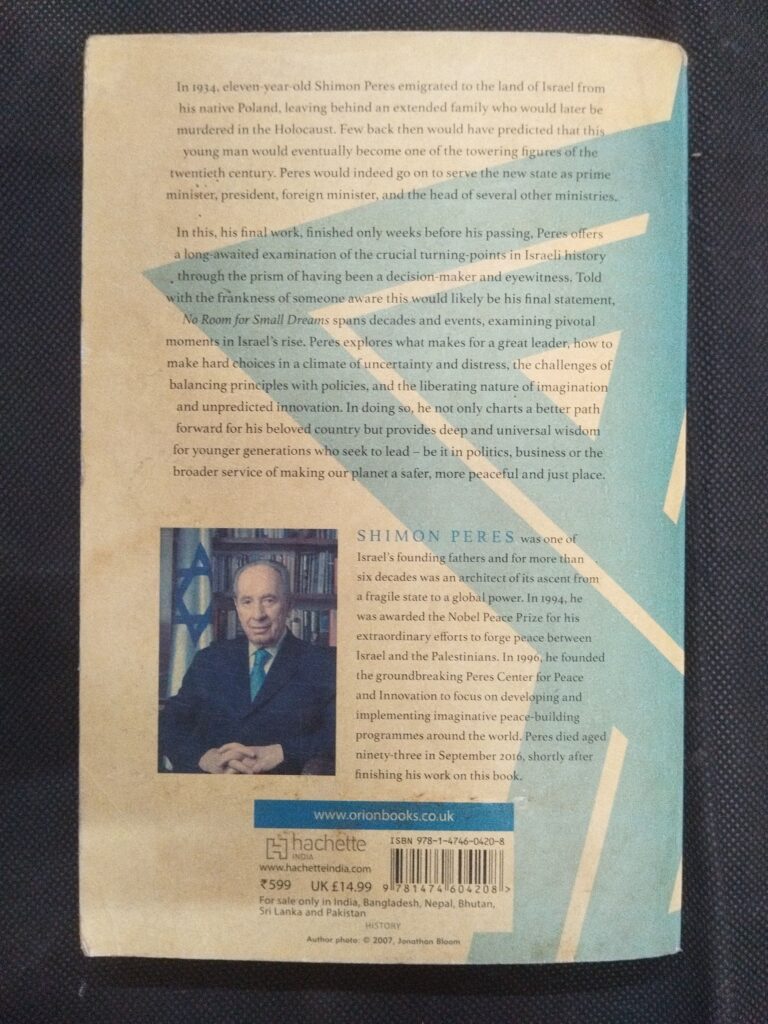 In 1934, eleven-year-old Shimon Peres emigrated to the land of Israel from
his native Poland, leaving behind an extended family who would later be
murdered in the Holocaust. Few back then would have predicted that this
young man would eventually become one of the towering figures of the
twentieth century. Peres would indeed go on to serve the new state as prime
minister, president, foreign minister, and the head of several other ministries.
In this, his final work, finished only weeks before his passing, Peres offers
a long-awaited examination of the crucial turning-points in Israeli history
through the prism of having been a decision-maker and eyewitness. Told
with the frankness of someone aware this would likely be his final statement,
No Room for Small Dreams spans decades and events, examining pivotal
moments in Israel's rise. Peres explores what makes for a great leader, how to
make hard choices in a climate of uncertainty and distress, the challenges of
balancing principles with policies, and the liberating nature of imagination
and unpredicted innovation. In doing so, he not only charts a better path
forward for his beloved country but provides deep and universal wisdom
for younger generations who seek to lead – be it in politics, business or the
broader service of making our planet a safer, more peaceful and just place.
SHIMON PERES was one of
Israel's founding fathers and for more than
six decades was an architect of its ascent from
a fragile state to a global power. In 1994, he
was awarded the Nobel Peace Prize for his
extraordinary efforts to forge peace between
Israel and the Palestinians. In 1996, he founded
the groundbreaking Peres Center for Peace
and Innovation to focus on developing and
implementing imaginative peace-building
programmes around the world. Peres died aged
ninety-three in September 2016, shortly after
finishing his work on this book.
www.orionbooks.co.uk
hachette
INDIA
www.hachetteindia.com
₹599 UK £14.99
ISBN 978-1-4746-0420-8
9 781474 604208 >
For sale only in India, Bangladesh, Nepal, Bhutan,
Sri Lanka and Pakistan
HISTORY
Author photo: © 2007, Jonathan Bloom